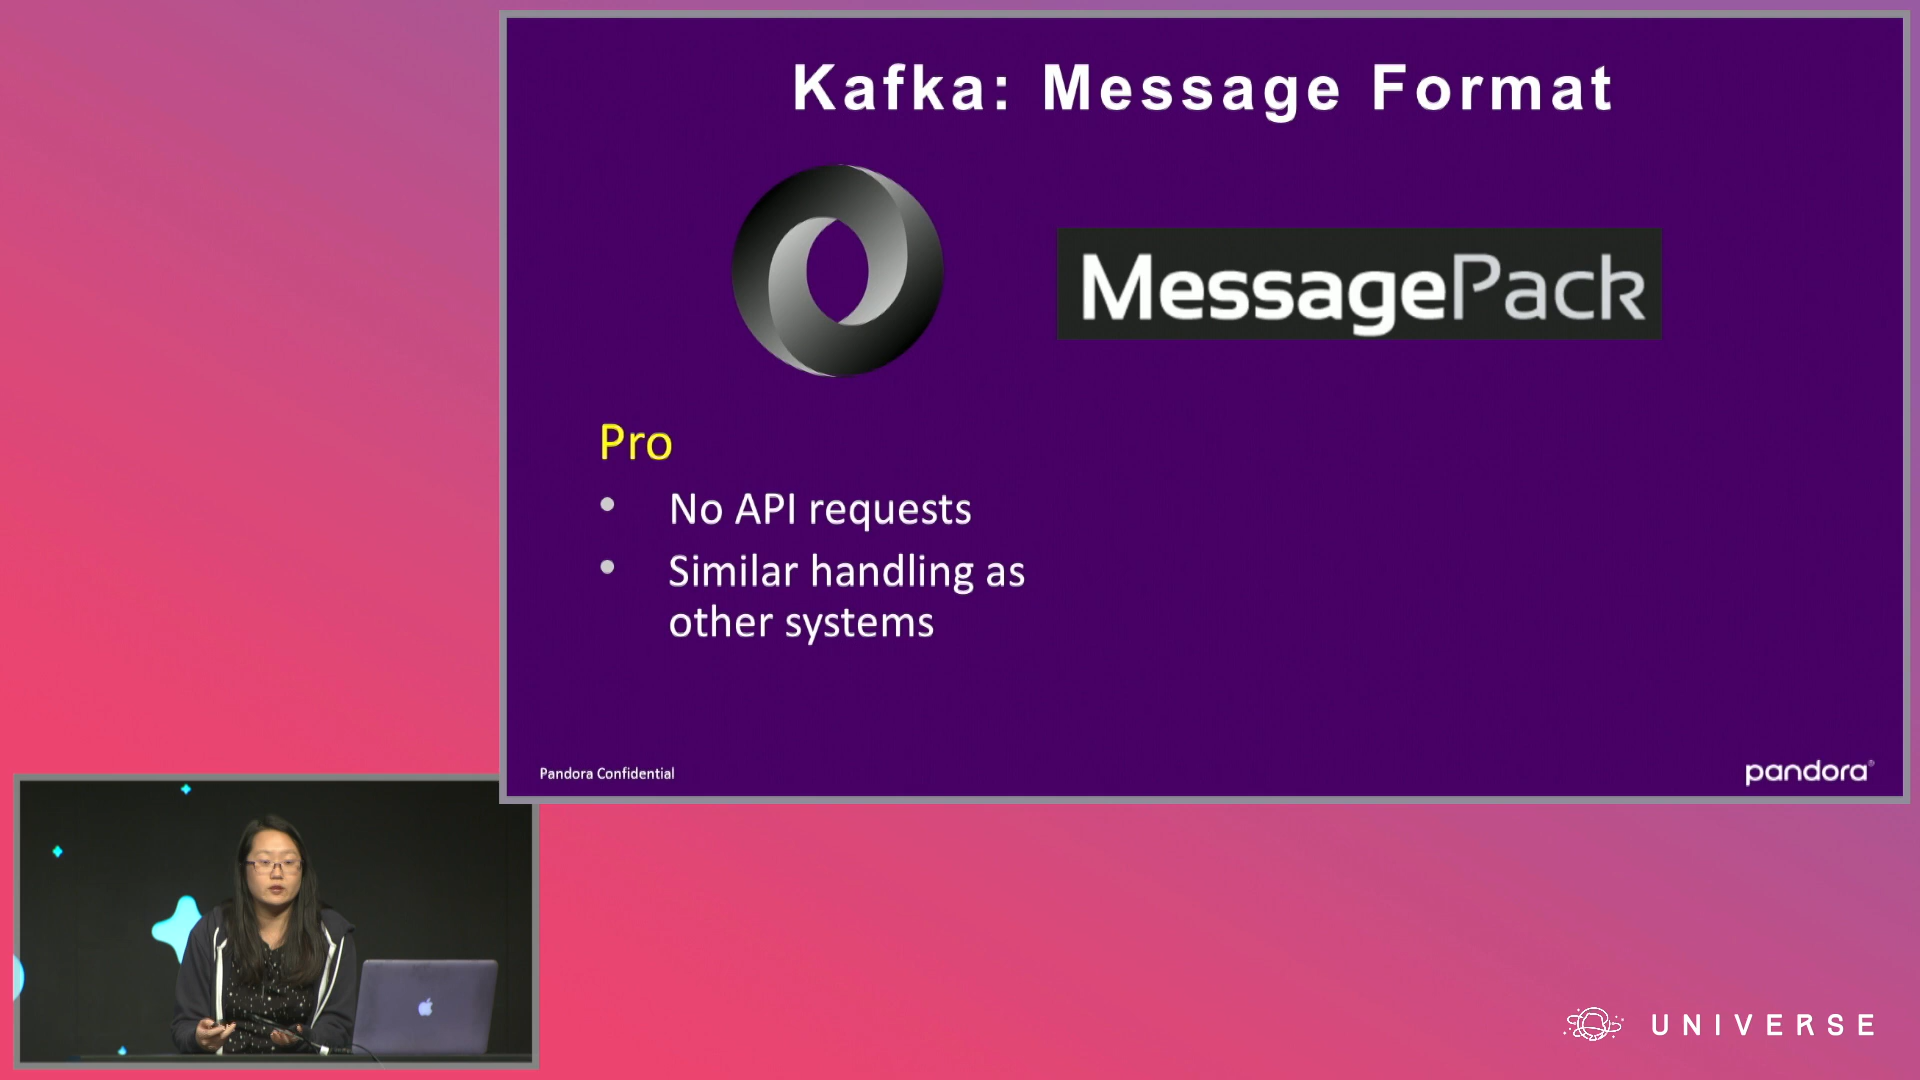 Kafka: Message Format
MessagePack
Pro
• No API requests
• Similar handling as
other systems
Pandora Confidential
pandora®
UNIVERSE